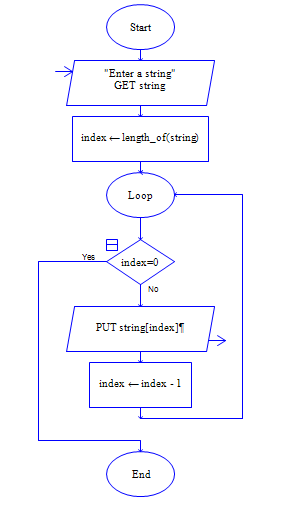 Start
"Enter a string"
GET string
index ← length_of(string)
Loop
Yes
index=0
No
PUT string[index]¶
index ← index - 1
End